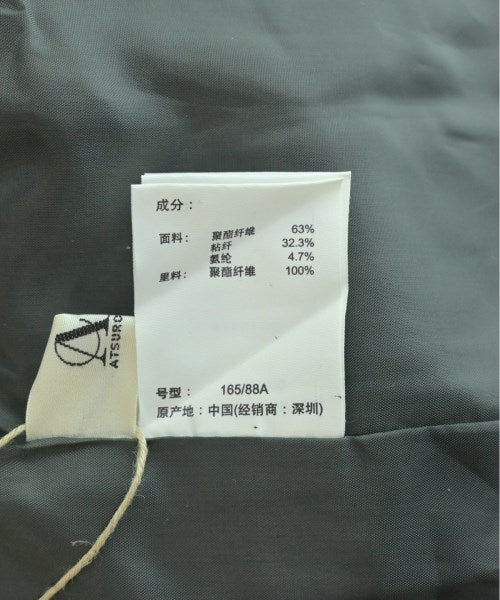 成分：
面料： 聚酯纤维 63%
粘纤 32.3%
氨纶 4.7%
里料： 聚酯纤维 100%
号型： 165/88A
原产地：中国(经销商：深圳)
A
ATSURO